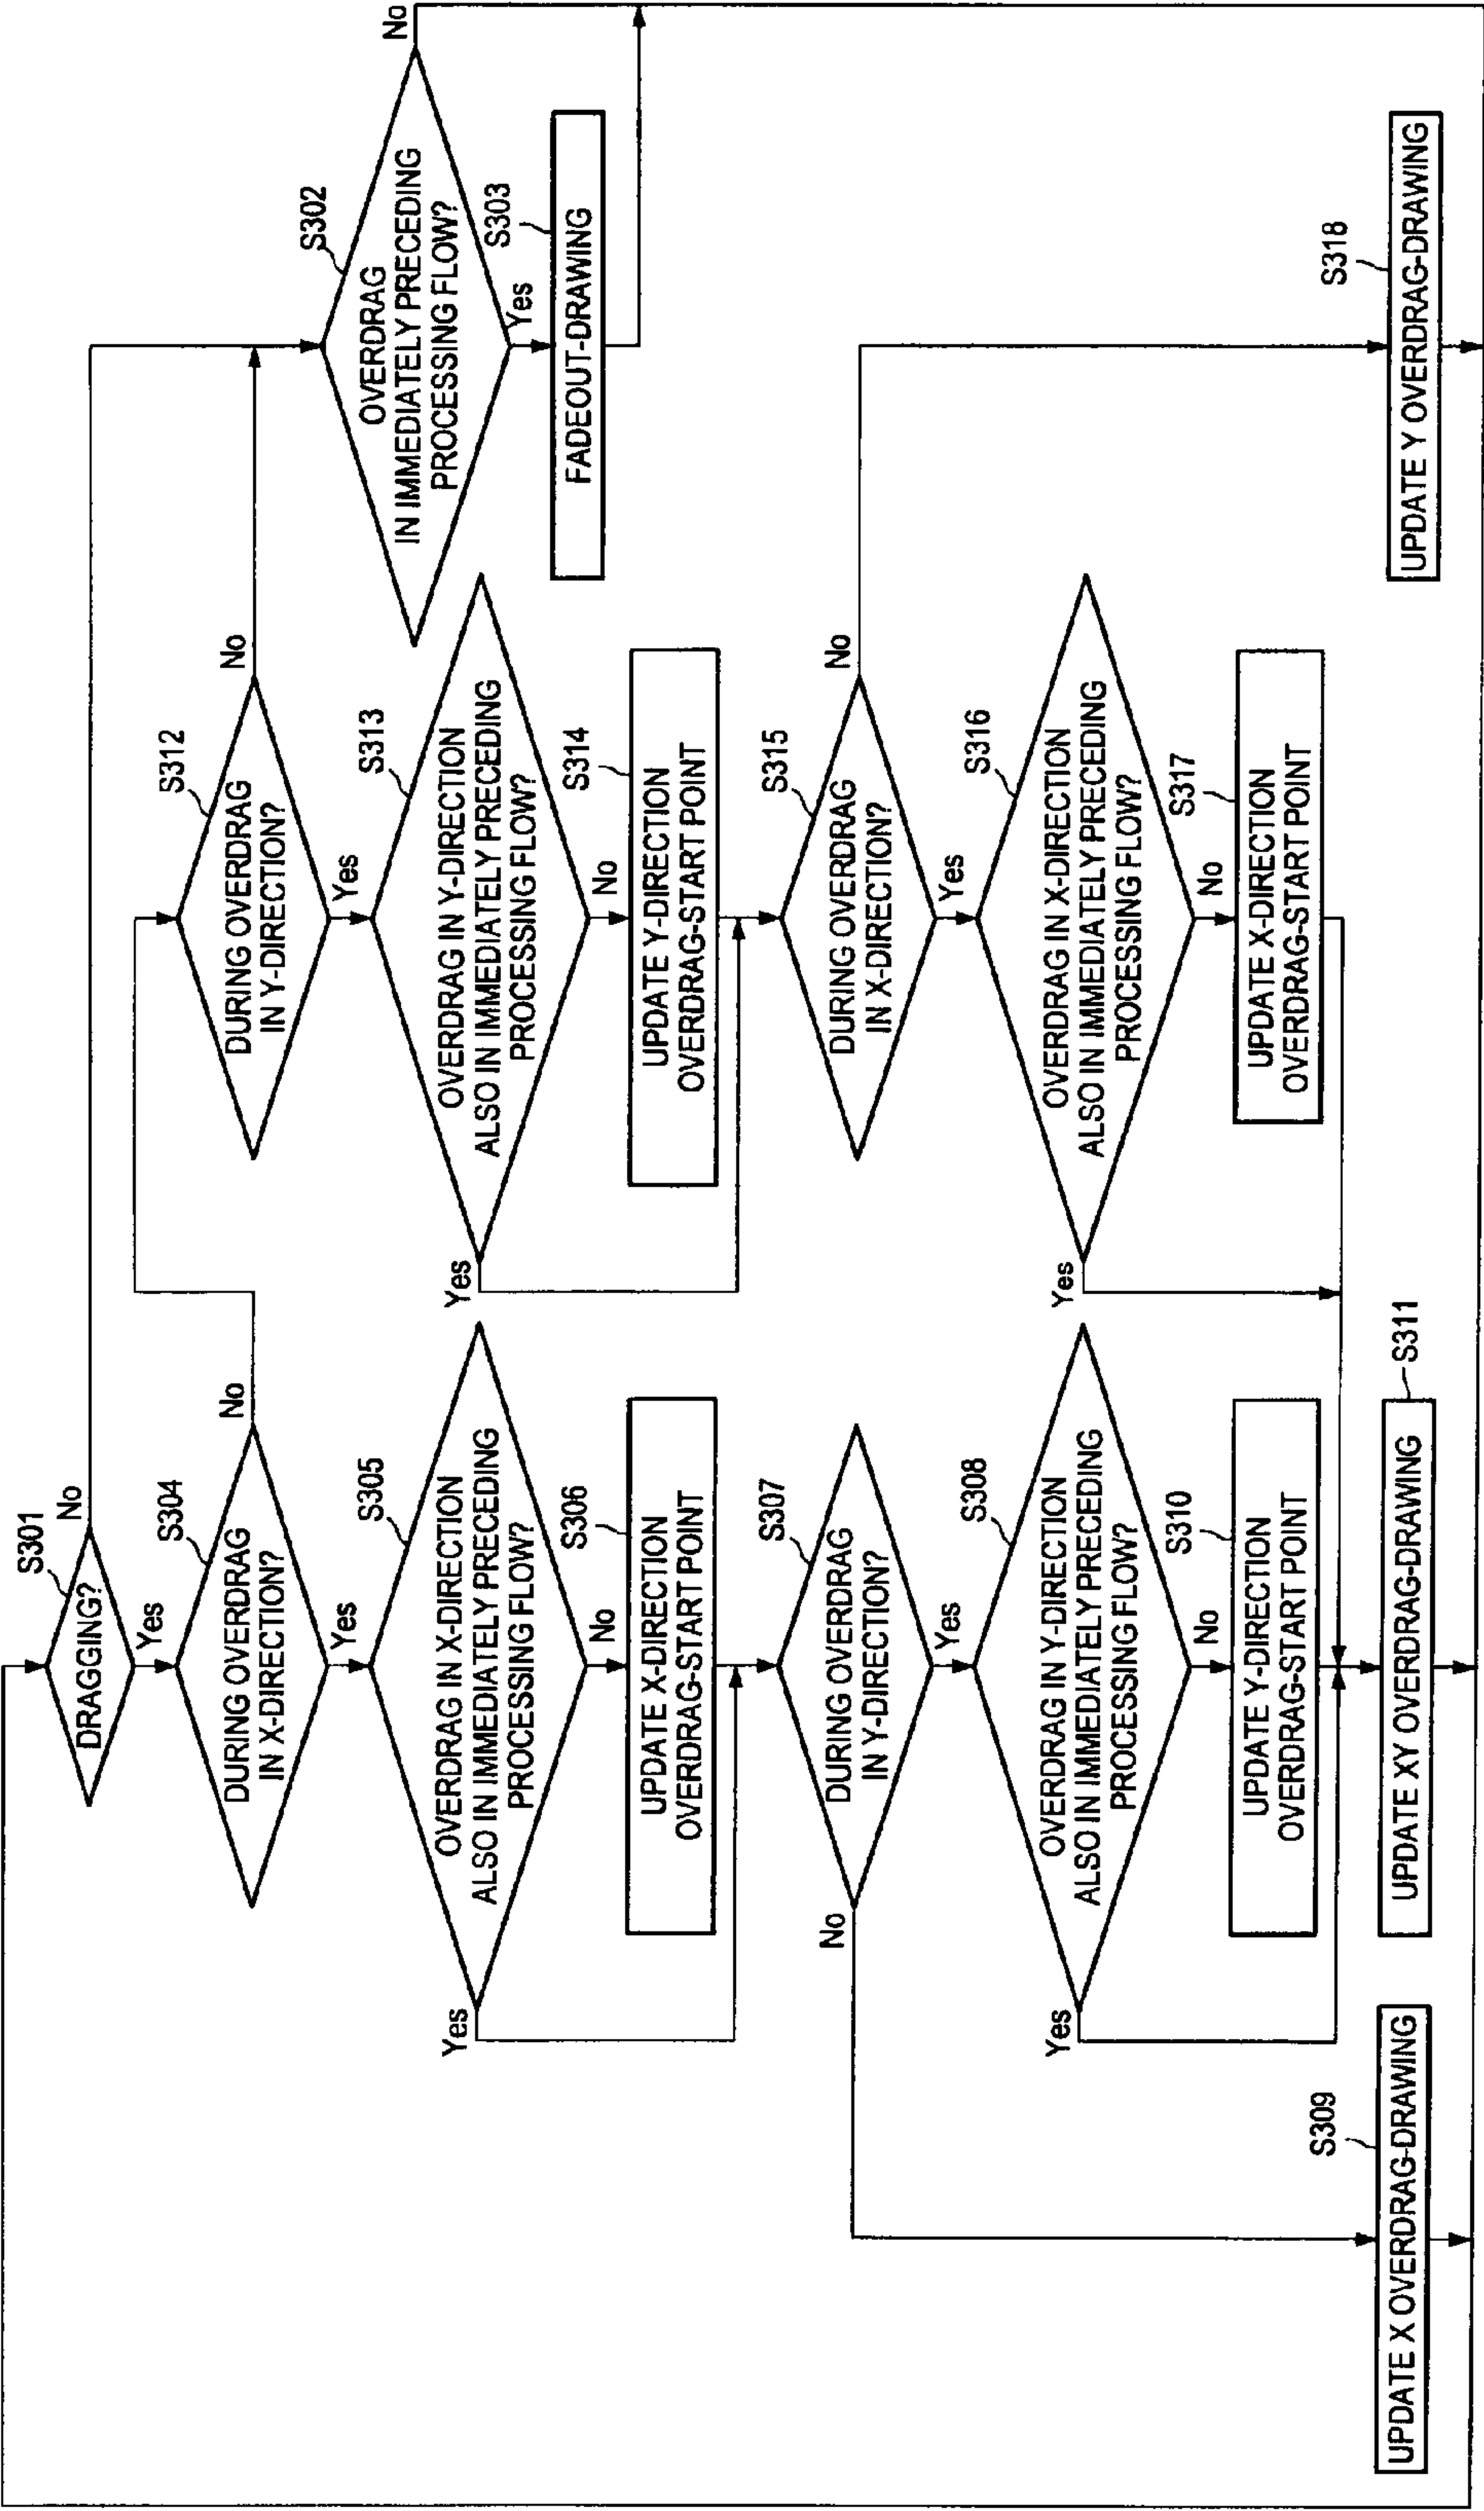 S301
DRAGGING?
No
Yes
S304
DURING OVERDRAG
IN X-DIRECTION?
No
Yes
S305
OVERDRAG IN X-DIRECTION
ALSO IN IMMEDIATELY PRECEDING
PROCESSING FLOW?
Yes
No
S306
UPDATE X-DIRECTION
OVERDRAG-START POINT
S307
DURING OVERDRAG
IN Y-DIRECTION?
No
Yes
S308
OVERDRAG IN Y-DIRECTION
ALSO IN IMMEDIATELY PRECEDING
PROCESSING FLOW?
Yes
No
S310
UPDATE Y-DIRECTION
OVERDRAG-START POINT
S309
UPDATE X OVERDRAG-DRAWING
S311
UPDATE XY OVERDRAG-DRAWING
S312
DURING OVERDRAG
IN Y-DIRECTION?
No
Yes
S313
OVERDRAG IN Y-DIRECTION
ALSO IN IMMEDIATELY PRECEDING
PROCESSING FLOW?
Yes
No
S314
UPDATE Y-DIRECTION
OVERDRAG-START POINT
S315
DURING OVERDRAG
IN X-DIRECTION?
No
Yes
S316
OVERDRAG IN X-DIRECTION
ALSO IN IMMEDIATELY PRECEDING
PROCESSING FLOW?
Yes
No
S317
UPDATE X-DIRECTION
OVERDRAG-START POINT
S302
OVERDRAG
IN IMMEDIATELY PRECEDING
PROCESSING FLOW?
No
Yes
S303
FADEOUT-DRAWING
S318
UPDATE Y OVERDRAG-DRAWING